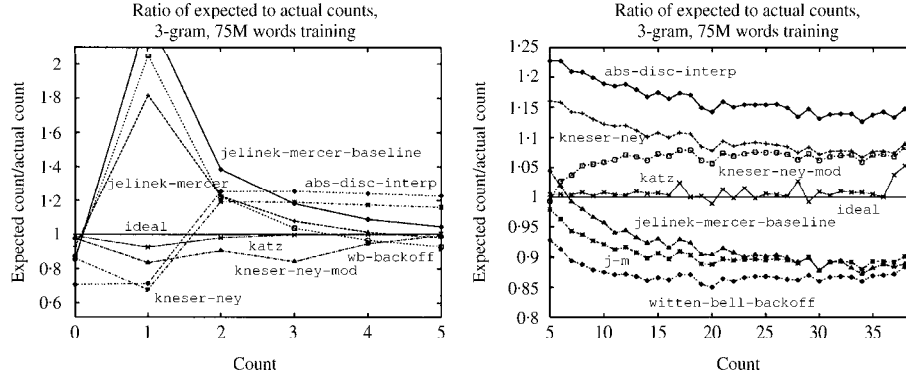 Ratio of expected to actual counts,
3-gram, 75M words training
Expected count/actual count
2
1·8
1·6
1·4
1·2
1
0·8
0·6
jelinek-mercer-baseline
jelinek-mercer
abs-disc-interp
ideal
katz
wb-backoff
kneser-ney-mod
kneser-ney
0
1
2
3
4
5
Count
Ratio of expected to actual counts,
3-gram, 75M words training
Expected count/actual count
1·25
1·2
1·15
1·1
1·05
1
0·95
0·9
0·85
0·8
abs-disc-interp
kneser-ney
kneser-ney-mod
katz
ideal
jelinek-mercer-baseline
j-m
witten-bell-backoff
5
10
15
20
25
30
35
Count